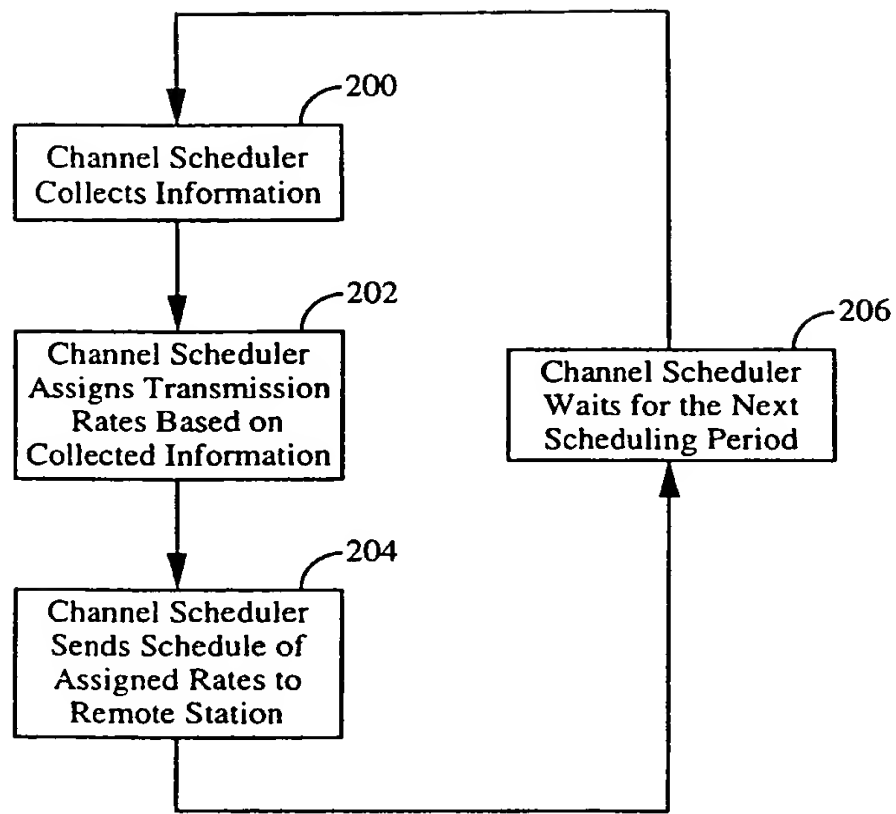 200
Channel Scheduler
Collects Information
202
Channel Scheduler
Assigns Transmission
Rates Based on
Collected Information
206
Channel Scheduler
Waits for the Next
Scheduling Period
204
Channel Scheduler
Sends Schedule of
Assigned Rates to
Remote Station